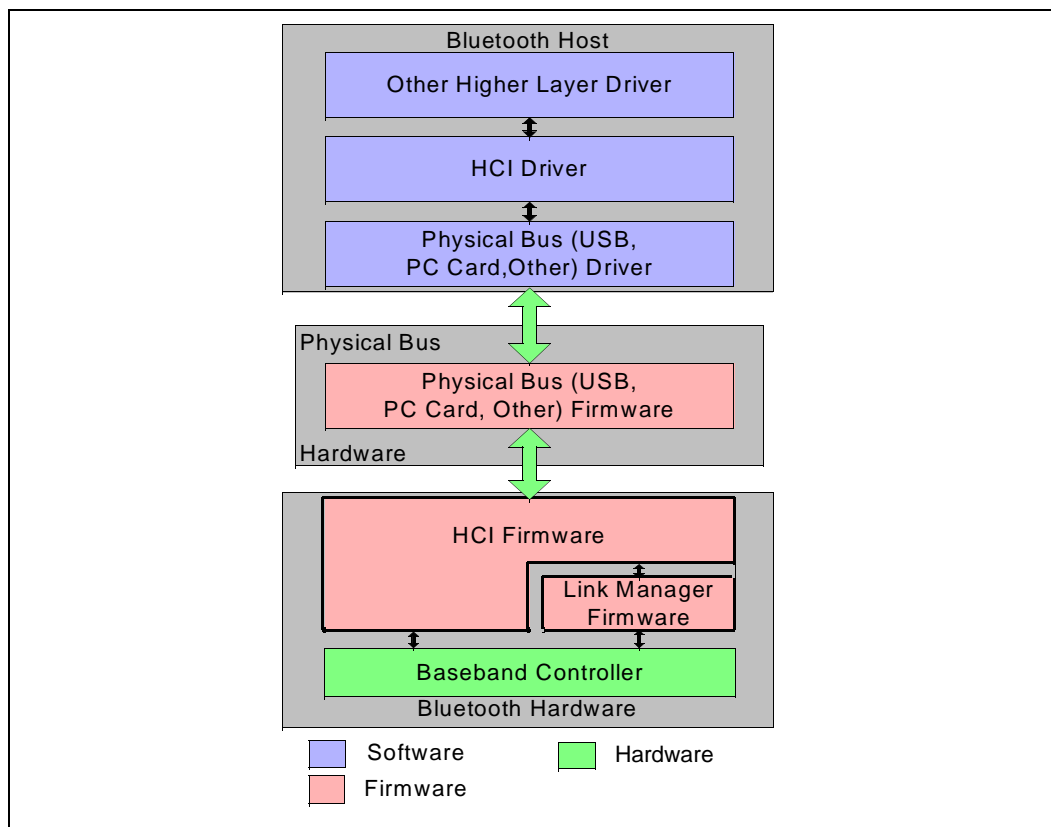 Bluetooth Host
Other Higher Layer Driver
HCI Driver
Physical Bus (USB,
PC Card,Other) Driver
Physical Bus
Physical Bus (USB,
PC Card, Other) Firmware
Hardware
HCI Firmware
Link Manager
Firmware
Baseband Controller
Bluetooth Hardware
Software
Hardware
Firmware